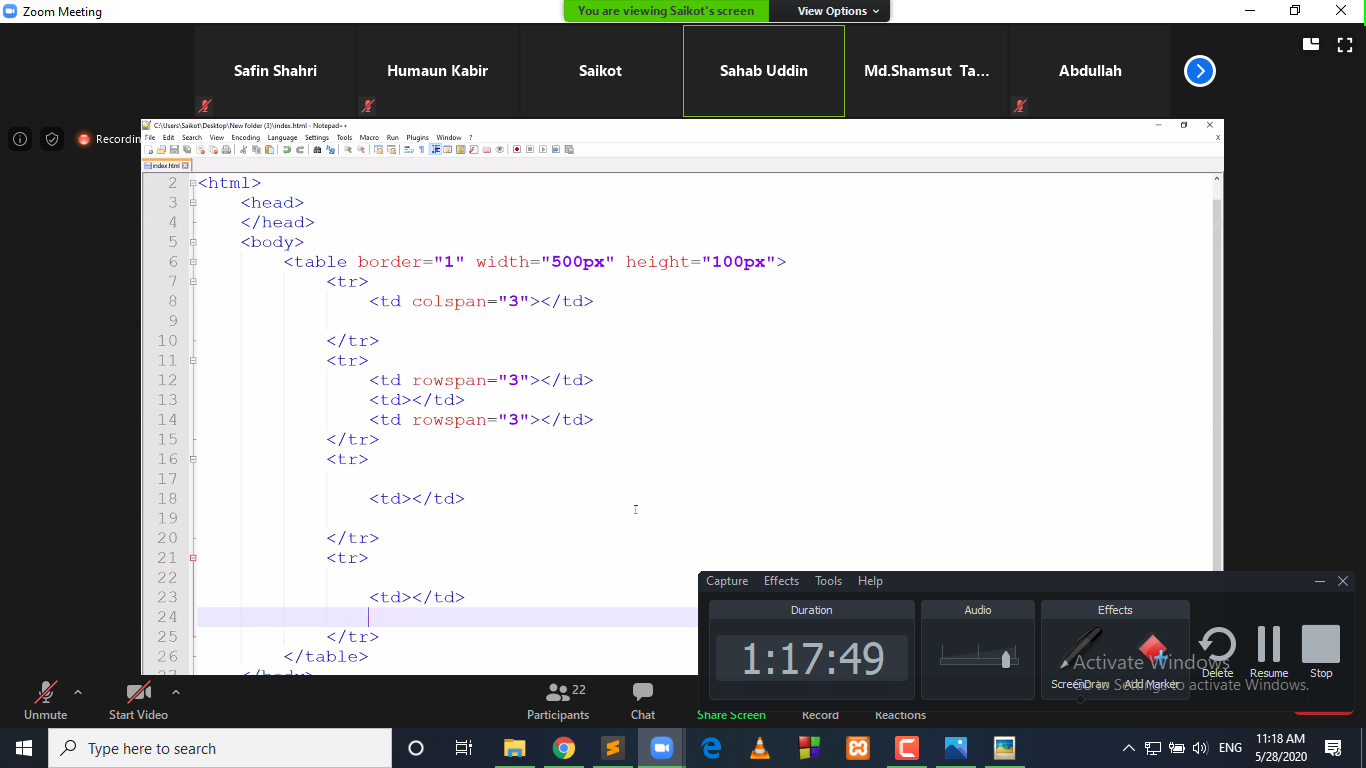 Zoom Meeting
You are viewing Saikot's screen
View Options
Safin Shahri
Humaun Kabir
Saikot
Sahab Uddin
Md.Shamsut Ta...
Abdullah
Recordin
C:\Users\Saikot\Desktop\New folder (3)\index.html - Notepad++
File Edit Search View Encoding Language Settings Tools Macro Run Plugins Window ?
X
index.html
2 <html>
3 <head>
4 </head>
5 <body>
6 <table border="1" width="500px" height="100px">
7 <tr>
8 <td colspan="3"></td>
9
10 </tr>
11 <tr>
12 <td rowspan="3"></td>
13 <td></td>
14 <td rowspan="3"></td>
15 </tr>
16 <tr>
17
18 <td></td>
19
20 </tr>
21 <tr>
22
23 <td></td>
24
25 </tr>
26 </table>
27 </body>
Capture Effects Tools Help
Duration
Audio
Effects
1:17:49
ScreenDraw
Add Marker
Delete
Resume
Stop
Activate Windows
Go to Settings to activate Windows.
Unmute
Start Video
22
Participants
Chat
Share Screen
Record
Reactions
Type here to search
ENG
11:18 AM
5/28/2020